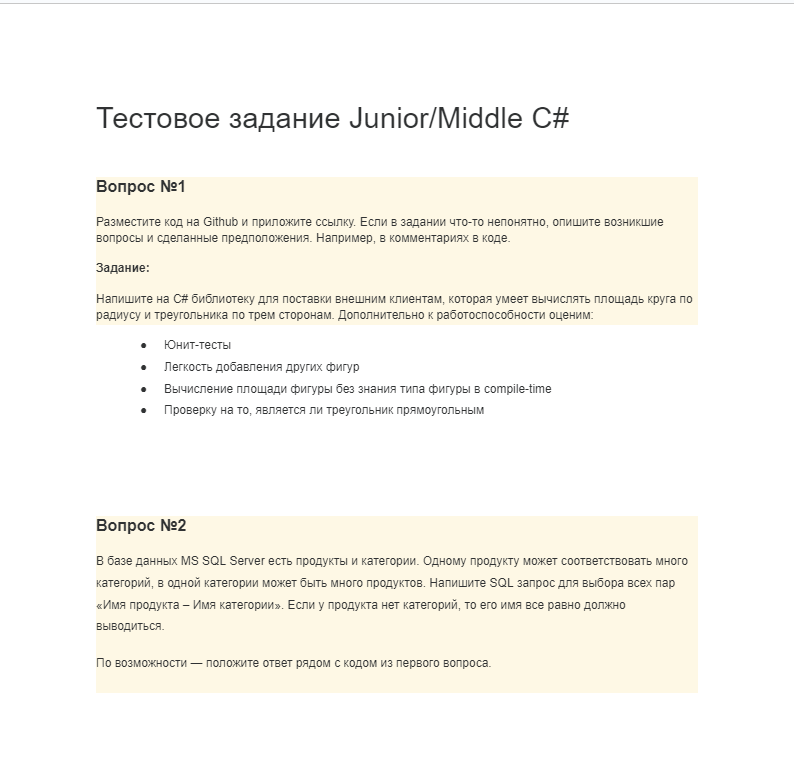 Тестовое задание Junior/Middle C#
Вопрос №1
Разместите код на Github и приложите ссылку. Если в задании что-то непонятно, опишите возникшие
вопросы и сделанные предположения. Например, в комментариях в коде.
Задание:
Напишите на C# библиотеку для поставки внешним клиентам, которая умеет вычислять площадь круга по
радиусу и треугольника по трем сторонам. Дополнительно к работоспособности оценим:
● Юнит-тесты
● Легкость добавления других фигур
● Вычисление площади фигуры без знания типа фигуры в compile-time
● Проверку на то, является ли треугольник прямоугольным
Вопрос №2
В базе данных MS SQL Server есть продукты и категории. Одному продукту может соответствовать много
категорий, в одной категории может быть много продуктов. Напишите SQL запрос для выбора всех пар
«Имя продукта – Имя категории». Если у продукта нет категорий, то его имя все равно должно
выводиться.
По возможности — положите ответ рядом с кодом из первого вопроса.